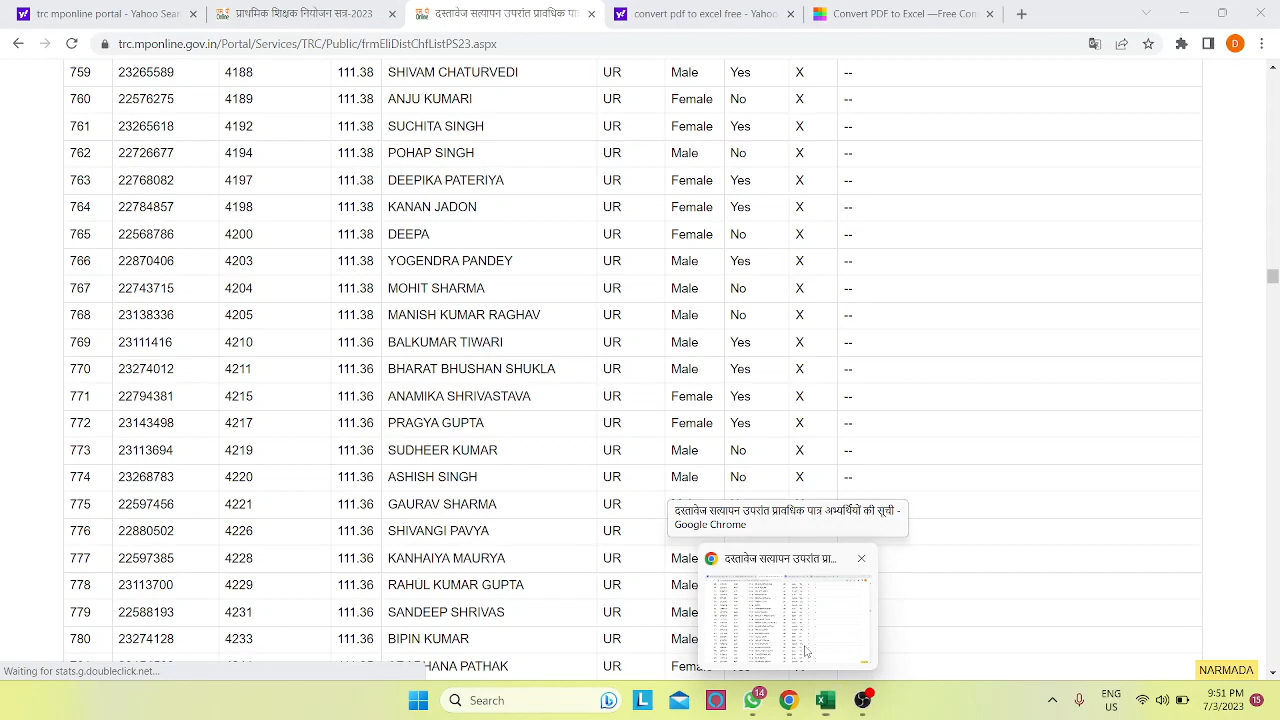 trc mponline portal - Yahoo Sear
प्राथमिक शिक्षक नियोजन सत्र-2023
दस्तावेज सत्यापन उपरांत प्रावधिक पा
convert pdf to excel
- Yahoo
Convert PDF to Excel—Free Con
trc.mponline.gov.in/Portal/Services/TRC/Public/frmEliDistChfListPS23.aspx
D
759 23265589 4188 111.38 SHIVAM CHATURVEDI UR Male Yes X --
760 22576275 4189 111.38 ANJU KUMARI UR Female No X --
761 23265618 4192 111.38 SUCHITA SINGH UR Female Yes X --
762 22726677 4194 111.38 POHAP SINGH UR Male No X --
763 22768082 4197 111.38 DEEPIKA PATERIYA UR Female Yes X --
764 22784857 4198 111.38 KANAN JADON UR Female Yes X --
765 22568786 4200 111.38 DEEPA UR Female No X --
766 22870406 4203 111.38 YOGENDRA PANDEY UR Male Yes X --
767 22743715 4204 111.38 MOHIT SHARMA UR Male No X --
768 23138336 4205 111.38 MANISH KUMAR RAGHAV UR Male No X --
769 23111416 4210 111.36 BALKUMAR TIWARI UR Male Yes X --
770 23274012 4211 111.36 BHARAT BHUSHAN SHUKLA UR Male Yes X --
771 22794381 4215 111.36 ANAMIKA SHRIVASTAVA UR Female Yes X --
772 23143498 4217 111.36 PRAGYA GUPTA UR Female Yes X --
773 23113694 4219 111.36 SUDHEER KUMAR UR Male No X --
774 23268783 4220 111.36 ASHISH SINGH UR Male No X --
775 22597456 4221 111.36 GAURAV SHARMA UR
776 22880502 4226 111.36 SHIVANGI PAVYA UR
777 22597385 4228 111.36 KANHAIYA MAURYA UR Male
778 23113700 4229 111.36 RAHUL KUMAR GUPTA UR Male
779 22688193 4231 111.36 SANDEEP SHRIVAS UR Male
780 23274128 4233 111.36 BIPIN KUMAR UR Male
PATHIK UR Fema
दस्तावेज सत्यापन उपरांत प्रावधिक पात्र अभ्यर्थियों की सूची -
Google Chrome
दस्तावेज सत्यापन उपरांत प्रा...
Waiting for stats.g.doubleclick.net...
NARMADA
Search
14
ENG
US
9:51 PM
7/3/2023
15